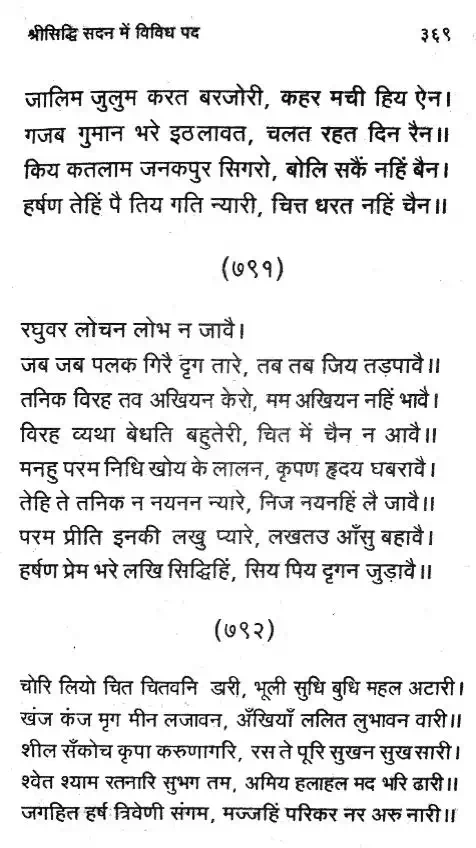 श्रीसिद्धि सदन में विविध पद ३६९
जालिम जुलुम करत बरजोरी, कहर मची हिय ऐन।
गजब गुमान भरे इठलावत, चलत रहत दिन रैन॥
किय कतलाम जनकपुर सिगरो, बोलि सकैं नहिं बैन।
हर्षण तेहिं पै तिय गति न्यारी, चित्त धरत नहिं चैन॥
(७९१)
रघुवर लोचन लोभ न जावै।
जब जब पलक गिरै दृग तारे, तब तब जिय तड़पावै॥
तनिक विरह तव अखियन केरो, मम अखियन नहिं भावै।
विरह व्यथा बेधति बहुतेरी, चित में चैन न आवै॥
मनहु परम निधि खोय के लालन, कृपण हृदय घबरावै।
तेहि ते तनिक न नयनन न्यारे, निज नयनहिं लै जावै॥
परम प्रीति इनकी लखु प्यारे, लखतउ आँसु बहावै।
हर्षण प्रेम भरे लखि सिद्धिहिं, सिय पिय दृगन जुड़ावै॥
(७९२)
चोरि लियो चित चितवनि डारी, भूली सुधि बुधि महल अटारी।
खंज कंज मृग मीन लजावन, अँखियाँ ललित लुभावन वारी॥
शील सँकोच कृपा करुणागरि, रस ते पूरि सुखन सुख सारी।
श्वेत श्याम रतनारि सुभग तम, अमिय हलाहल मद भरि ढारी॥
जगहित हर्ष त्रिवेणी संगम, मज्जहिं परिकर नर अरु नारी॥